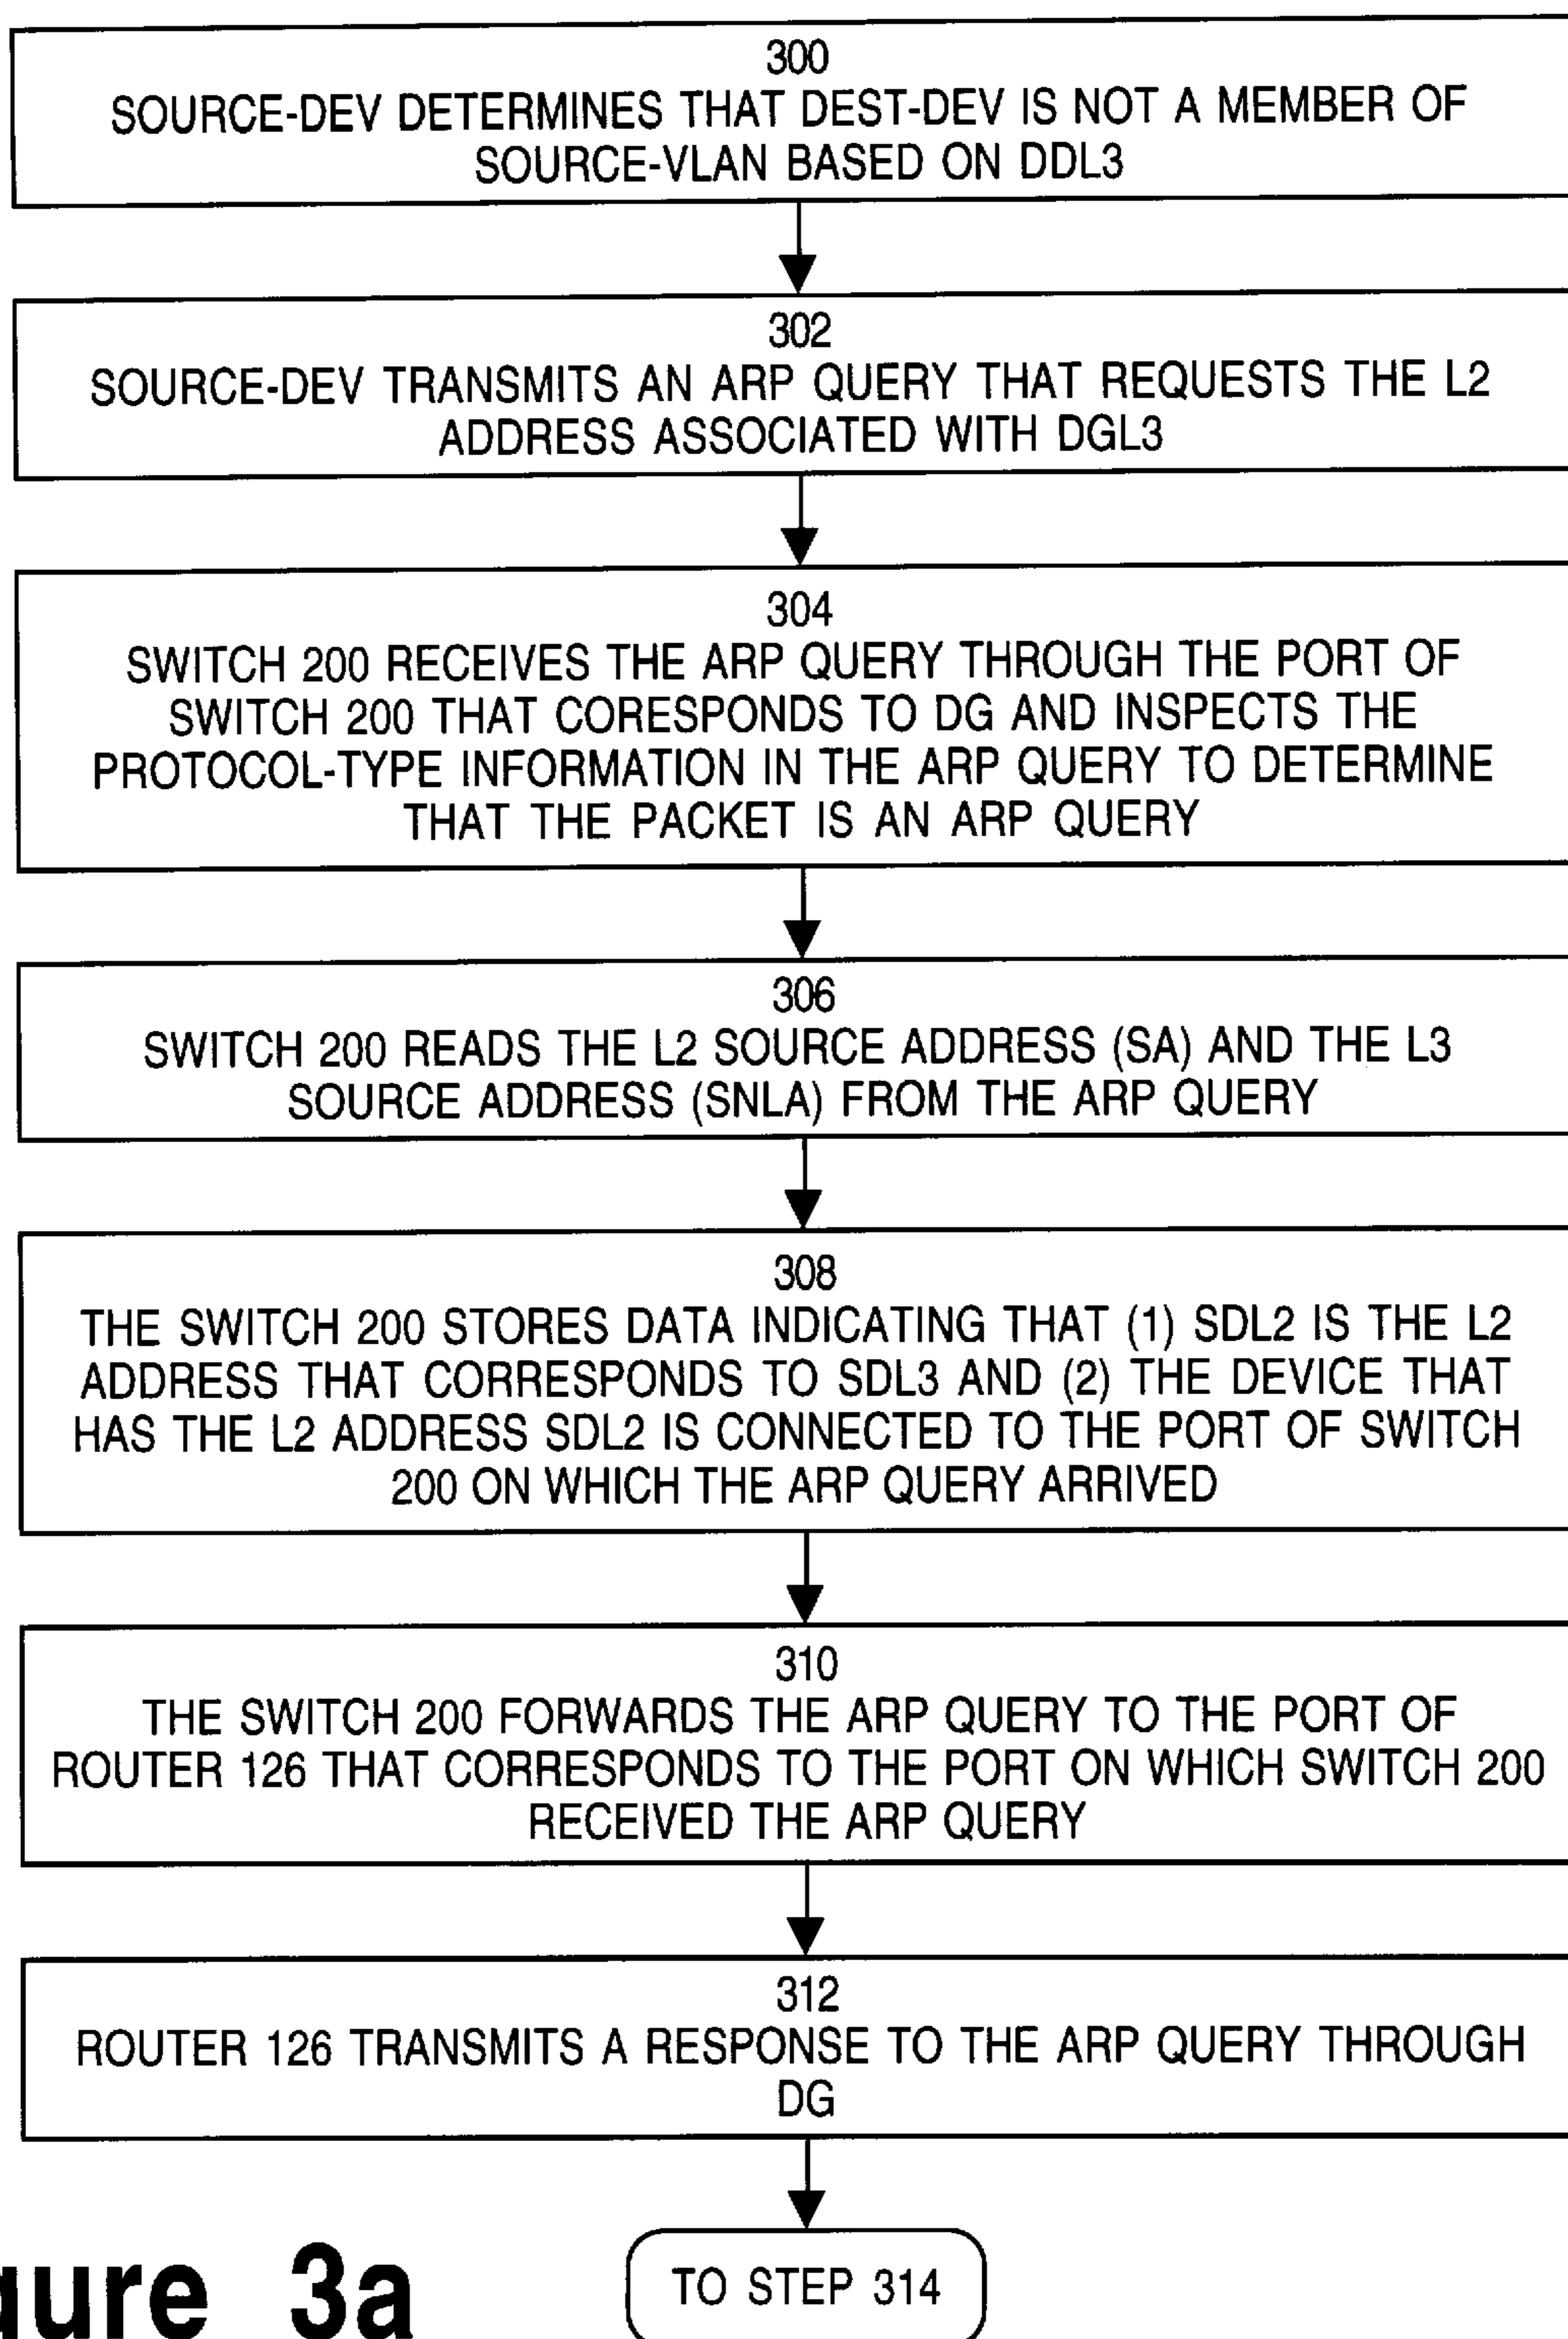 300
SOURCE-DEV DETERMINES THAT DEST-DEV IS NOT A MEMBER OF
SOURCE-VLAN BASED ON DDL3
302
SOURCE-DEV TRANSMITS AN ARP QUERY THAT REQUESTS THE L2
ADDRESS ASSOCIATED WITH DGL3
304
SWITCH 200 RECEIVES THE ARP QUERY THROUGH THE PORT OF
SWITCH 200 THAT CORESPONDS TO DG AND INSPECTS THE
PROTOCOL-TYPE INFORMATION IN THE ARP QUERY TO DETERMINE
THAT THE PACKET IS AN ARP QUERY
306
SWITCH 200 READS THE L2 SOURCE ADDRESS (SA) AND THE L3
SOURCE ADDRESS (SNLA) FROM THE ARP QUERY
308
THE SWITCH 200 STORES DATA INDICATING THAT (1) SDL2 IS THE L2
ADDRESS THAT CORRESPONDS TO SDL3 AND (2) THE DEVICE THAT
HAS THE L2 ADDRESS SDL2 IS CONNECTED TO THE PORT OF SWITCH
200 ON WHICH THE ARP QUERY ARRIVED
310
THE SWITCH 200 FORWARDS THE ARP QUERY TO THE PORT OF
ROUTER 126 THAT CORRESPONDS TO THE PORT ON WHICH SWITCH 200
RECEIVED THE ARP QUERY
312
ROUTER 126 TRANSMITS A RESPONSE TO THE ARP QUERY THROUGH
DG
TO STEP 314
gure 3a